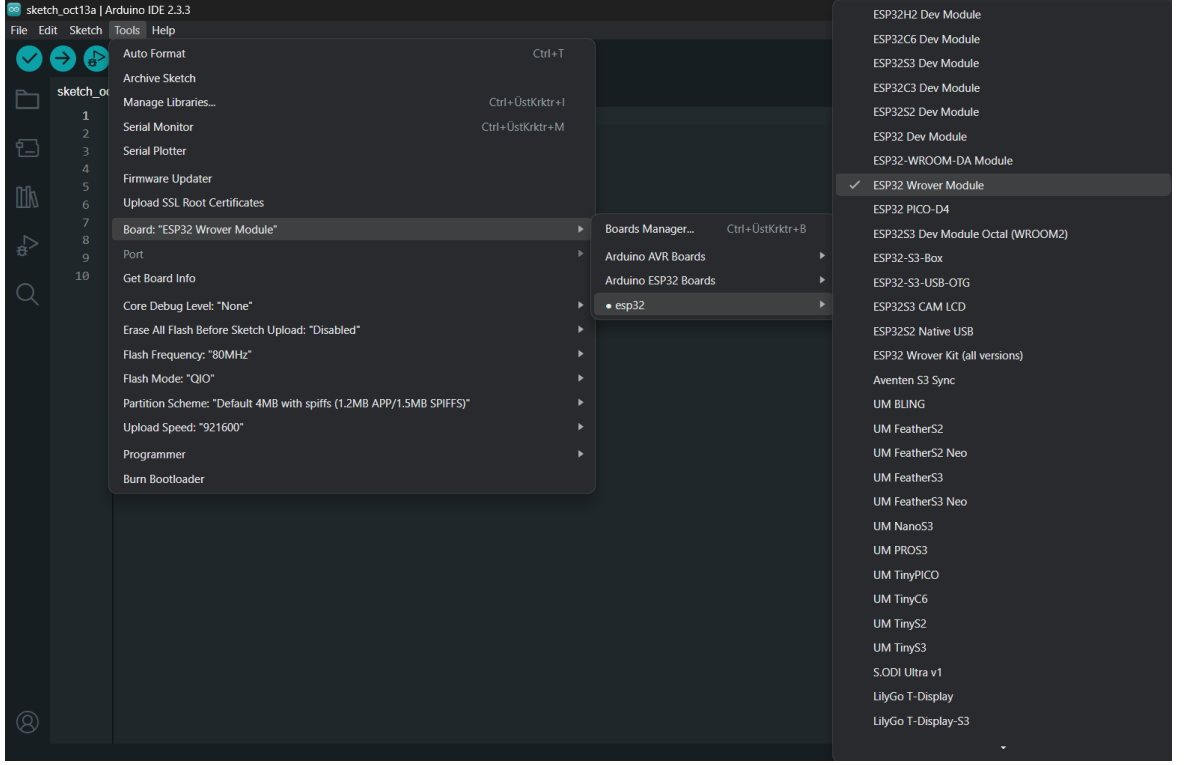 sketch_oct13a | Arduino IDE 2.3.3
File Edit Sketch Tools Help
sketch_oc
1
2
3
4
5
6
7
8
9
10
Auto Format Ctrl+T
Archive Sketch
Manage Libraries... Ctrl+ÜstKrktr+I
Serial Monitor Ctrl+ÜstKrktr+M
Serial Plotter
Firmware Updater
Upload SSL Root Certificates
Board: "ESP32 Wrover Module"
Port
Get Board Info
Core Debug Level: "None"
Erase All Flash Before Sketch Upload: "Disabled"
Flash Frequency: "80MHz"
Flash Mode: "QIO"
Partition Scheme: "Default 4MB with spiffs (1.2MB APP/1.5MB SPIFFS)"
Upload Speed: "921600"
Programmer
Burn Bootloader
Boards Manager... Ctrl+ÜstKrktr+B
Arduino AVR Boards
Arduino ESP32 Boards
● esp32
ESP32H2 Dev Module
ESP32C6 Dev Module
ESP32S3 Dev Module
ESP32C3 Dev Module
ESP32S2 Dev Module
ESP32 Dev Module
ESP32-WROOM-DA Module
✓ ESP32 Wrover Module
ESP32 PICO-D4
ESP32S3 Dev Module Octal (WROOM2)
ESP32-S3-Box
ESP32-S3-USB-OTG
ESP32S3 CAM LCD
ESP32S2 Native USB
ESP32 Wrover Kit (all versions)
Aventen S3 Sync
UM BLING
UM FeatherS2
UM FeatherS2 Neo
UM FeatherS3
UM FeatherS3 Neo
UM NanoS3
UM PROS3
UM TinyPICO
UM TinyC6
UM TinyS2
UM TinyS3
S.ODI Ultra v1
LilyGo T-Display
LilyGo T-Display-S3